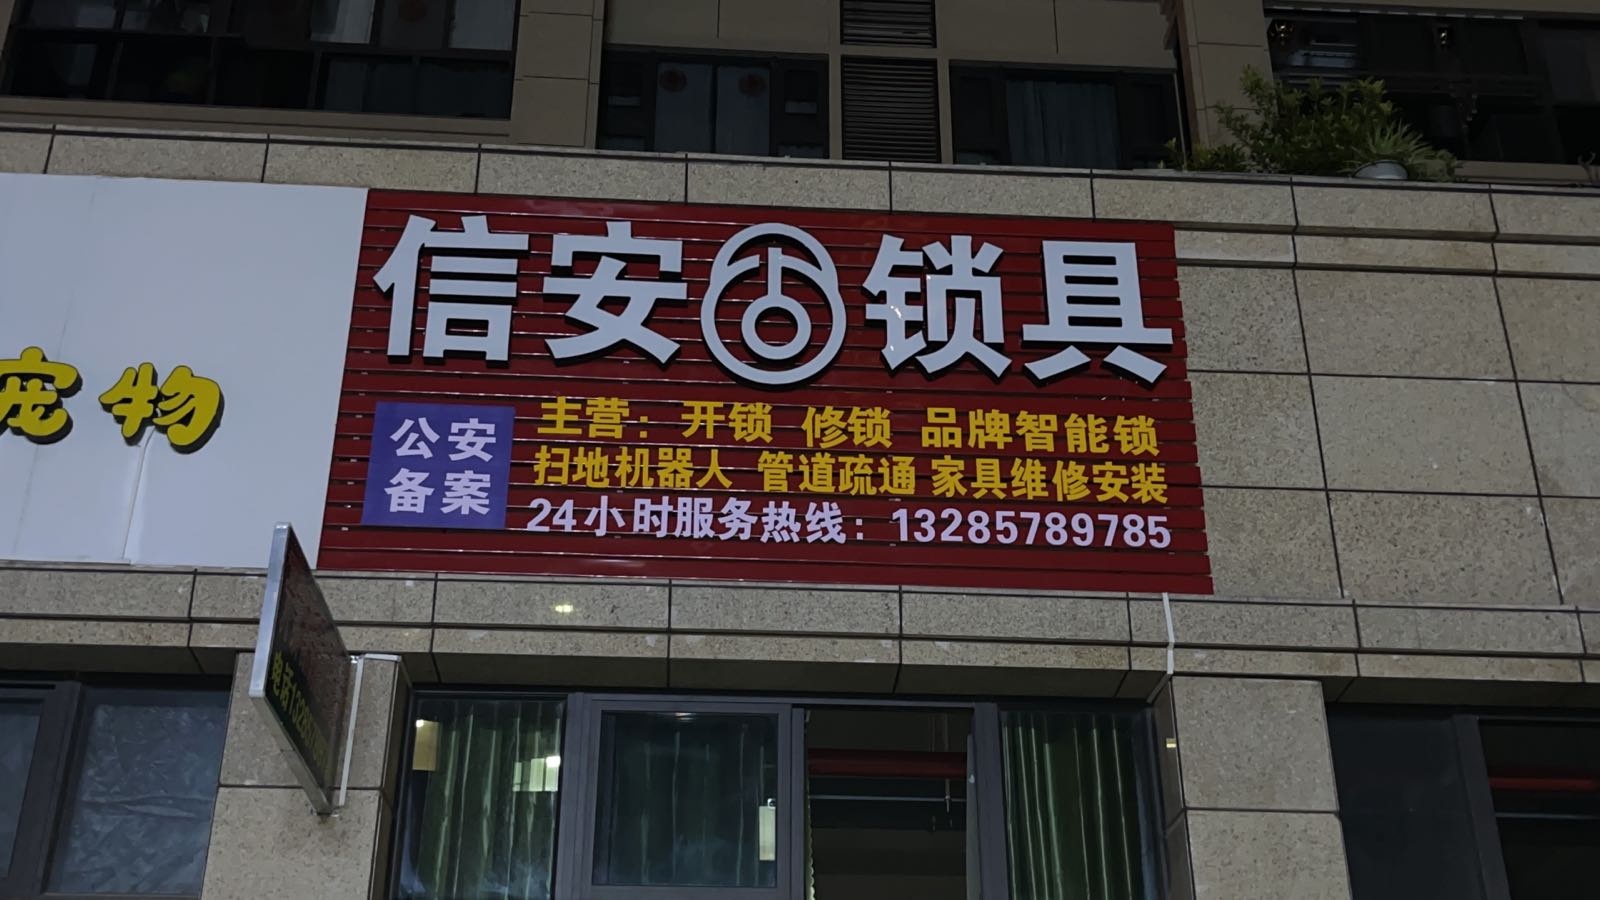 信安锁具
公安
备案
主营：开锁 修锁 品牌智能锁
扫地机器人 管道疏通 家具维修安装
24小时服务热线：13285789785
宠物